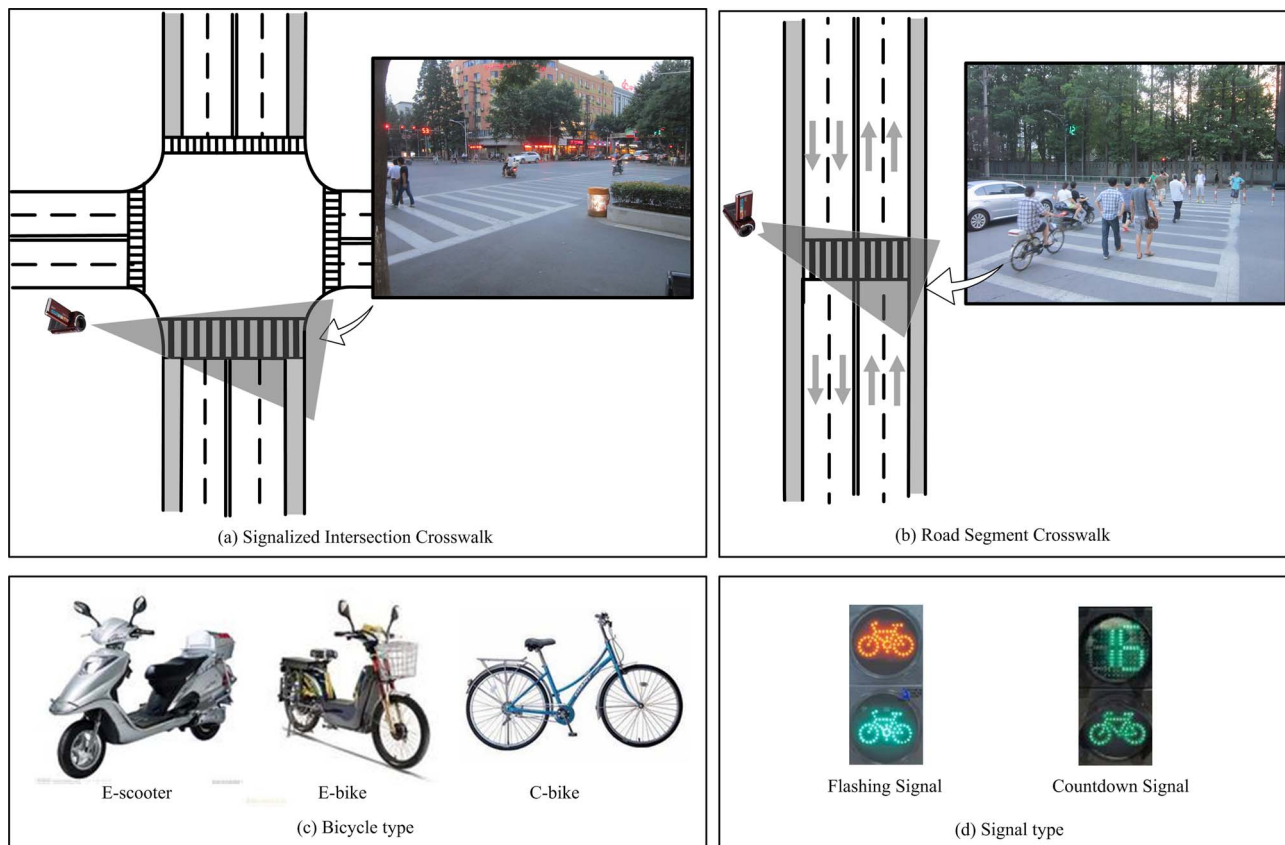 (a) Signalized Intersection Crosswalk
(b) Road Segment Crosswalk
E-scooter
E-bike
C-bike
(c) Bicycle type
Flashing Signal
Countdown Signal
(d) Signal type